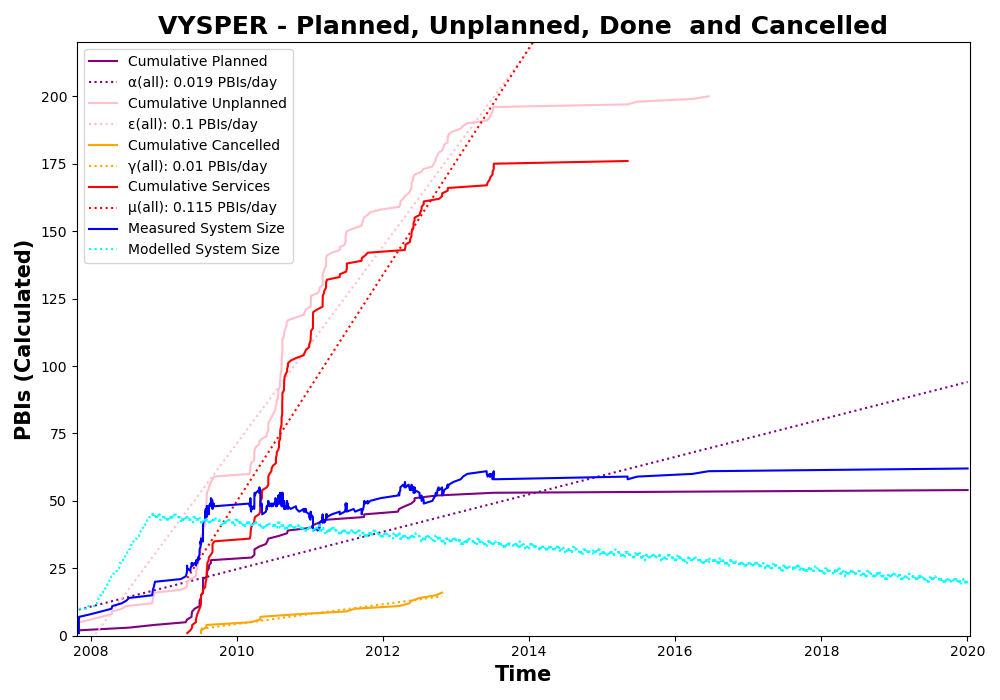 VYSPER - Planned, Unplanned, Done  and Cancelled
Cumulative Planned
α(all): 0.019 PBIs/day
Cumulative Unplanned
ε(all): 0.1 PBIs/day
Cumulative Cancelled
γ(all): 0.01 PBIs/day
Cumulative Services
μ(all): 0.115 PBIs/day
Measured System Size
Modelled System Size
PBIs (Calculated)
200
175
150
125
100
75
50
25
0
2008 2010 2012 2014 2016 2018 2020
Time